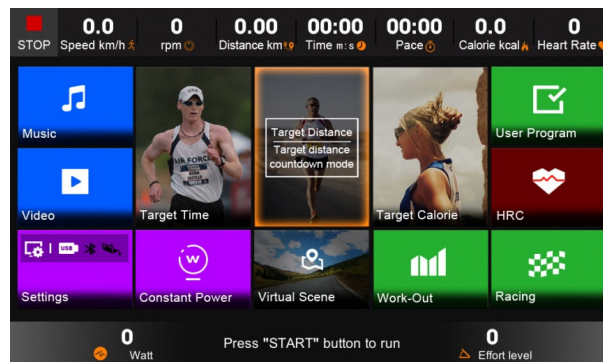 0.0
0
0.00
00:00
00:00
0.0
0
STOP
Speed km/h
rpm
Distance km
Time m:s
Pace
Calorie kcal
Heart Rate
Music
Target Distance
Target distance
countdown mode
User Program
AIR FORCE
Video
Target Time
Target Calorie
HRC
USB
w
Settings
Constant Power
Virtual Scene
Work-Out
Racing
0
Watt
Press "START" button to run
0
Effort level